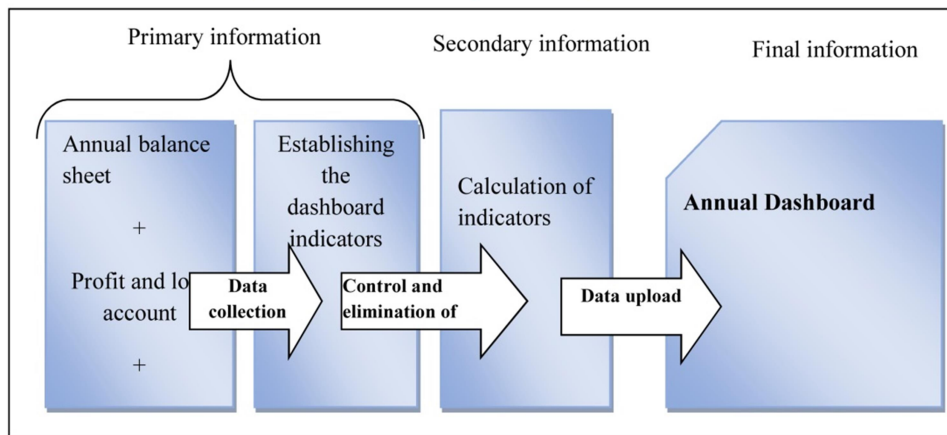 Primary information
Secondary information
Final information
Annual balance
sheet
+
Profit and lo
account
+
Establishing
the
dashboard
indicators
Calculation of
indicators
Annual Dashboard
Data
collection
Control and
elimination of
Data upload